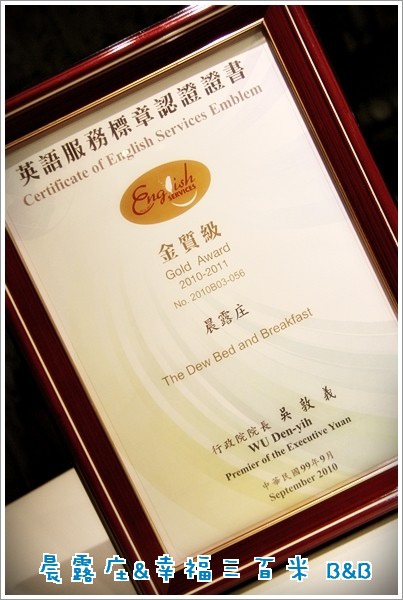 英語服務標章認證證書
Certificate of English Services Emblem
English
SERVICES
金質級
Gold Award
2010-2011
No. 2010B03-056
晨露庄
The Dew Bed and Breakfast
行政院院長 吳敦義
WU Den-yih
Premier of the Executive Yuan
中華民國99年9月
September 2010
晨露庄&幸福三百米 B&B